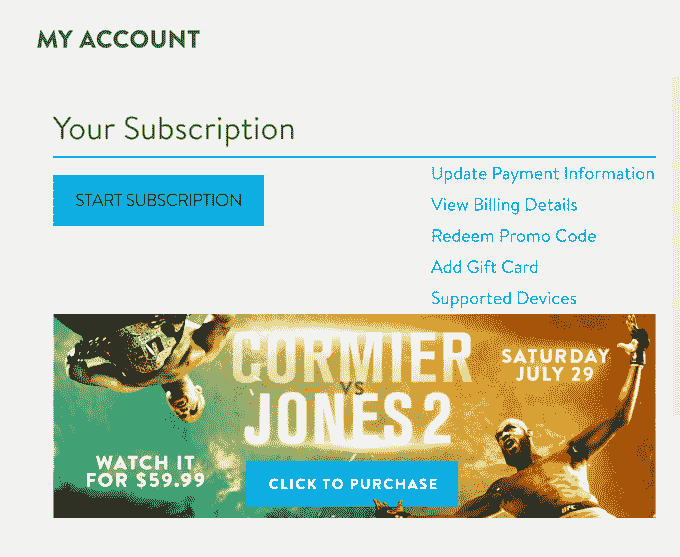 MY ACCOUNT
Your Subscription
START SUBSCRIPTION
Update Payment Information
View Billing Details
Redeem Promo Code
Add Gift Card
Supported Devices
CORMIER
VS
JONES 2
SATURDAY
JULY 29
WATCH IT
FOR $59.99
CLICK TO PURCHASE
UFC